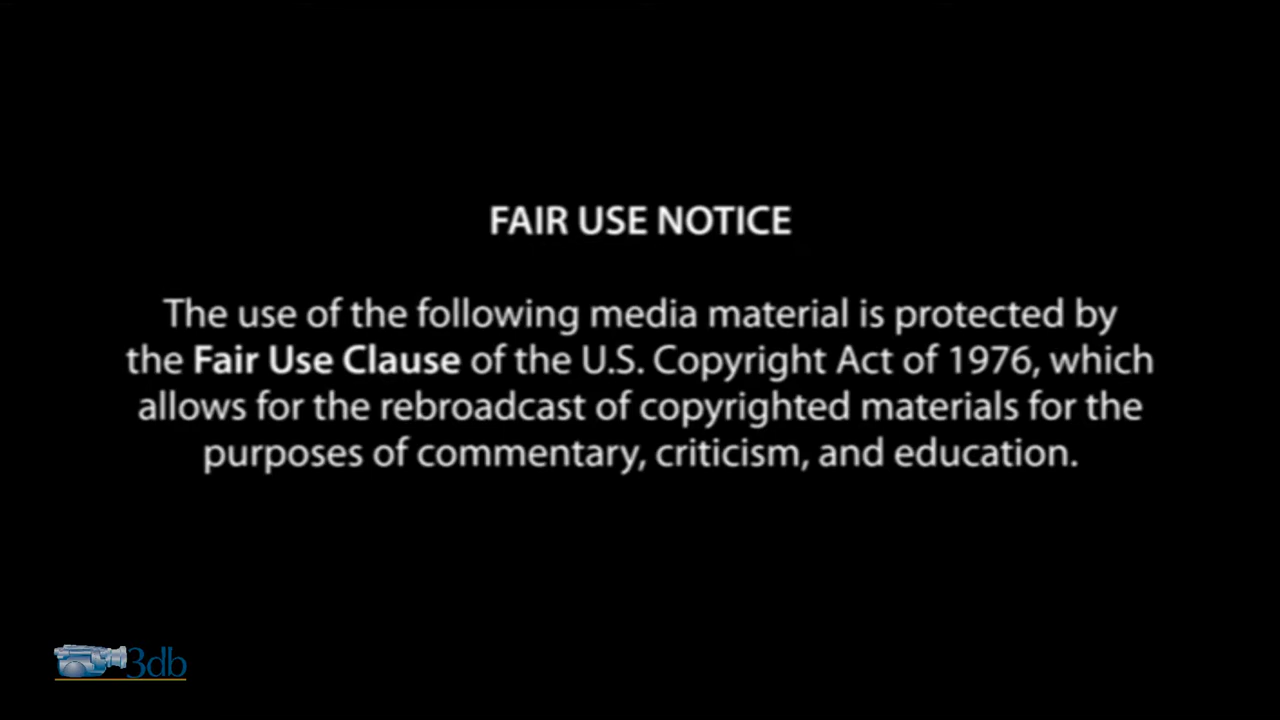 FAIR USE NOTICE
The use of the following media material is protected by
the Fair Use Clause of the U.S. Copyright Act of 1976, which
allows for the rebroadcast of copyrighted materials for the
purposes of commentary, criticism, and education.
3db